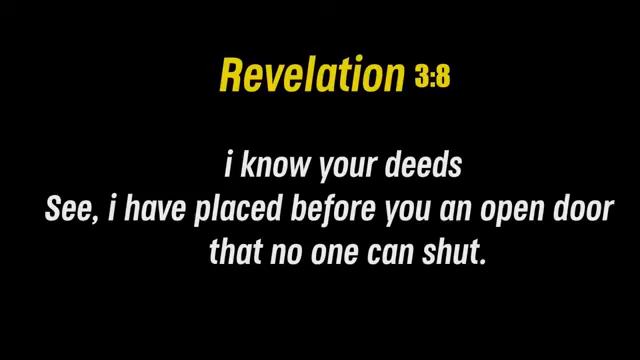 Revelation 3:8
i know your deeds
See, i have placed before you an open door
that no one can shut.